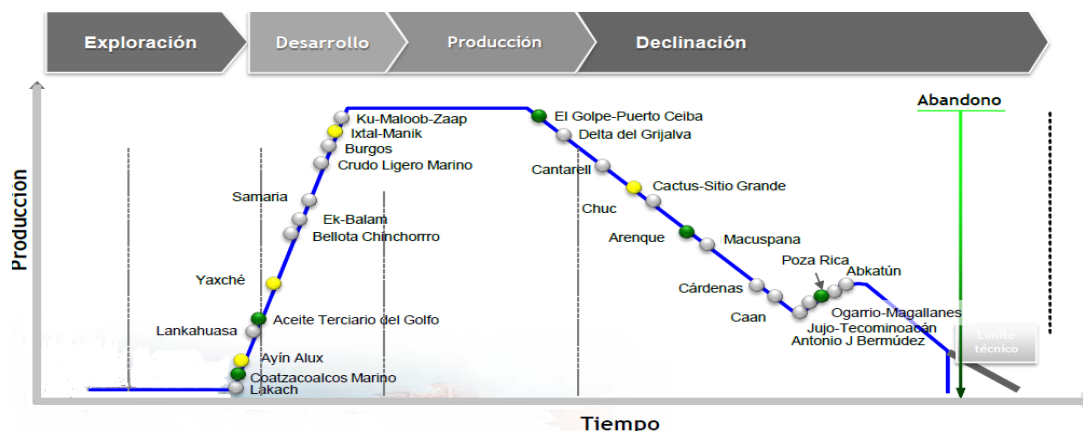 Exploración
Desarrollo
Producción
Declinación
Abandono
Producción
Ku-Maloob-Zaap
Ixtal-Manik
Burgos
Crudo Ligero Marino
Samaria
Ek-Balam
Bellota Chinchorrro
Yaxché
Aceite Terciario del Golfo
Lankahuasa
Ayín Alux
Coatzacoalcos Marino
Lakach
El Golpe-Puerto Ceiba
Delta del Grijalva
Cantarell
Cactus-Sitio Grande
Chuc
Arenque
Macuspana
Poza Rica
Abkatún
Cárdenas
Caan
Ogarrio-Magallanes
Jujo-Tecominoacán
Antonio J Bermúdez
Límite
técnico
Tiempo